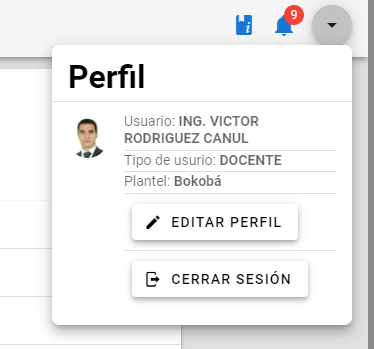 9
Perfil
Usuario: ING. VICTOR
RODRIGUEZ CANUL
Tipo de usurio: DOCENTE
Plantel: Bokobá
EDITAR PERFIL
CERRAR SESIÓN